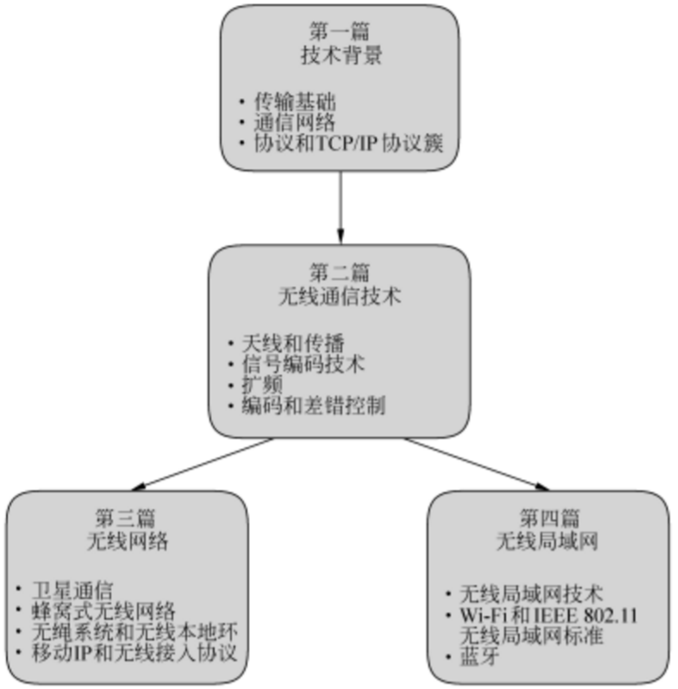 第一篇
技术背景
• 传输基础
• 通信网络
• 协议和TCP/IP 协议簇
第二篇
无线通信技术
• 天线和传播
• 信号编码技术
• 扩频
• 编码和差错控制
第三篇
无线网络
• 卫星通信
• 蜂窝式无线网络
• 无绳系统和无线本地环
• 移动IP和无线接入协议
第四篇
无线局域网
• 无线局域网技术
• Wi-Fi 和 IEEE 802.11
无线局域网标准
• 蓝牙